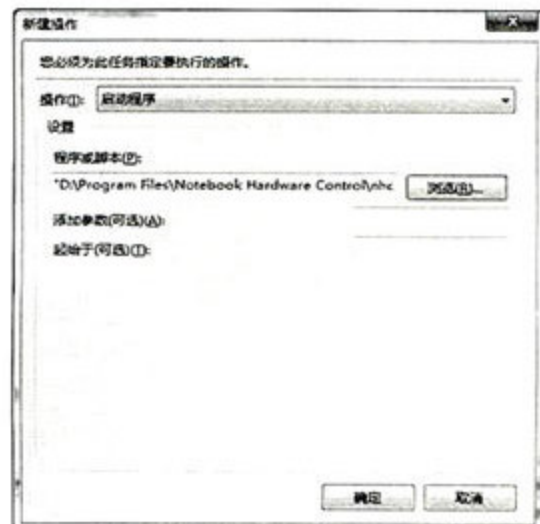 新建操作
您必须为此任务指定要执行的操作。
操作(I): 启动程序
设置
程序或脚本(P):
"D:\Program Files\Notebook Hardware Control\nhc 浏览(R)...
添加参数(可选)(A):
起始于(可选)(T):
确定 取消